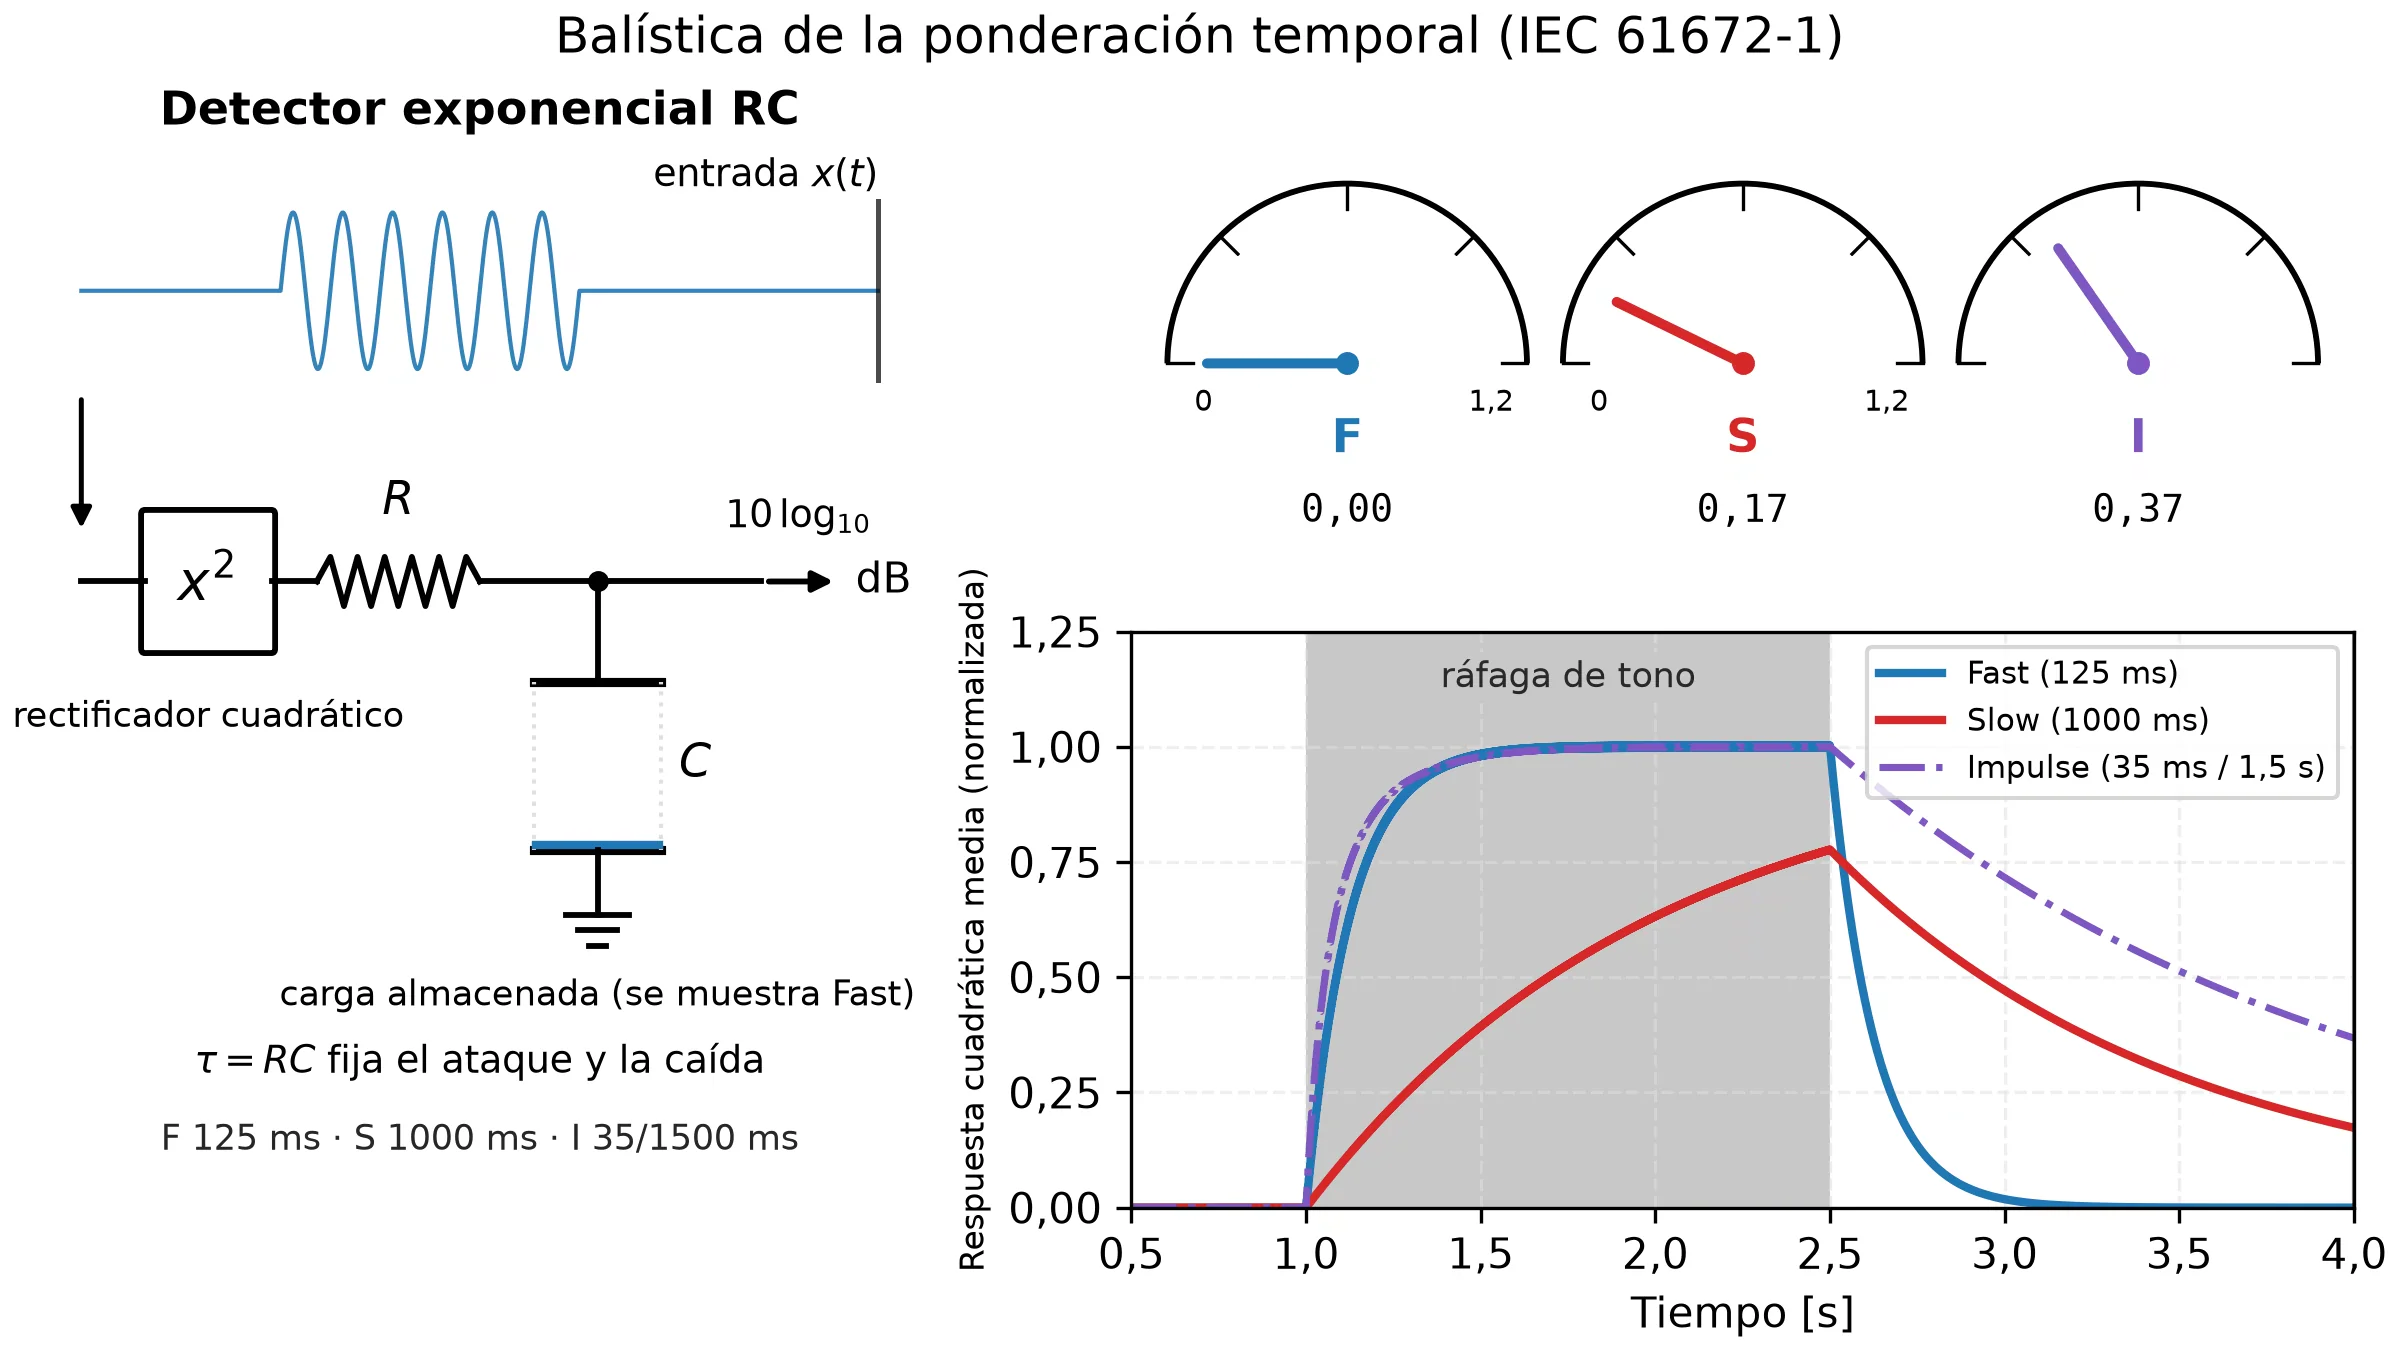 Balística de la ponderación temporal (IEC 61672-1)
Detector exponencial RC
entrada x(t)
R
10 log₁₀
x²
dB
rectificador cuadrático
C
carga almacenada (se muestra Fast)
τ = RC fija el ataque y la caída
F 125 ms · S 1000 ms · I 35/1500 ms
0 1,2 0 1,2
F S I
0,00 0,17 0,37
Respuesta cuadrática media (normalizada)
1,25
1,00
0,75
0,50
0,25
0,00
ráfaga de tono
Fast (125 ms)
Slow (1000 ms)
Impulse (35 ms / 1,5 s)
0,5 1,0 1,5 2,0 2,5 3,0 3,5 4,0
Tiempo [s]